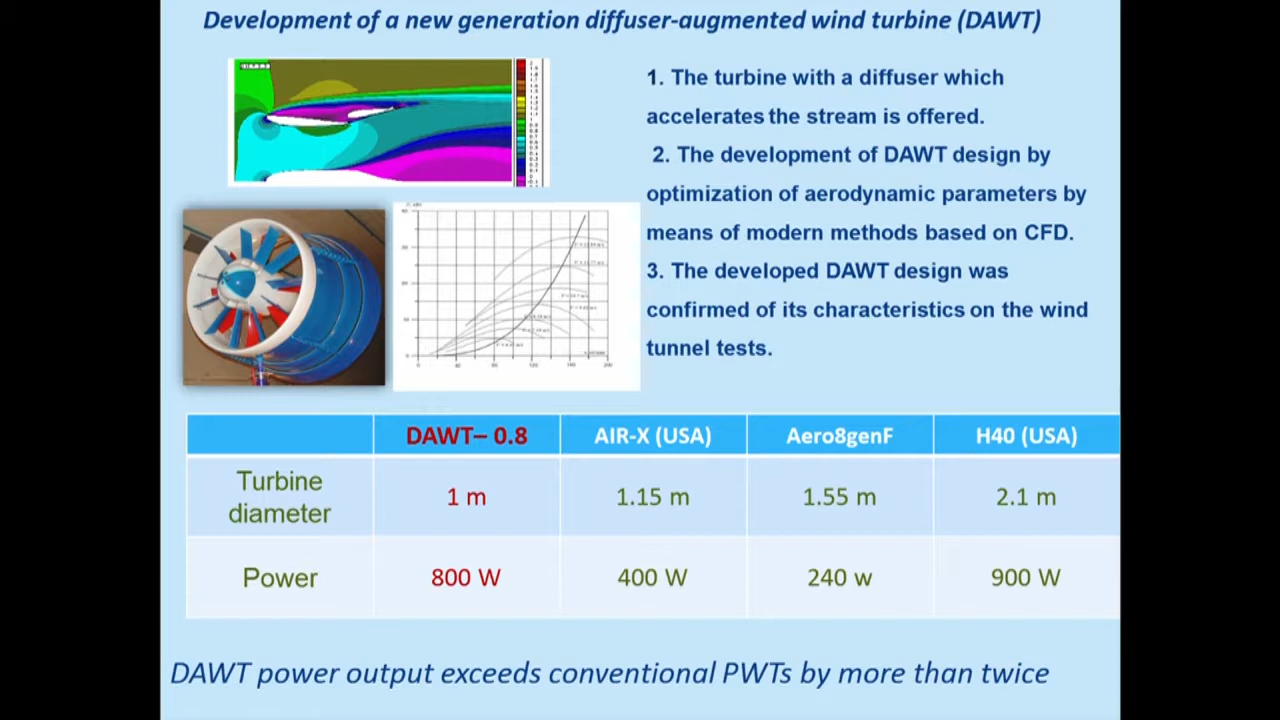 Development of a new generation diffuser-augmented wind turbine (DAWT)
1. The turbine with a diffuser which
accelerates the stream is offered.
2. The development of DAWT design by
optimization of aerodynamic parameters by
means of modern methods based on CFD.
3. The developed DAWT design was
confirmed of its characteristics on the wind
tunnel tests.
DAWT– 0.8 AIR-X (USA) Aero8genF H40 (USA)
Turbine
diameter
1 m 1.15 m 1.55 m 2.1 m
Power 800 W 400 W 240 w 900 W
DAWT power output exceeds conventional PWTs by more than twice